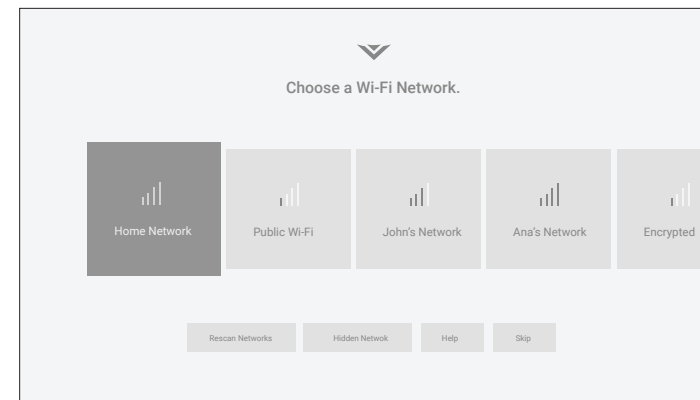 Choose a Wi-Fi Network.
Home Network
Public Wi-Fi
John's Network
Ana's Network
Encrypted
Rescan Networks
Hidden Netwok
Help
Skip